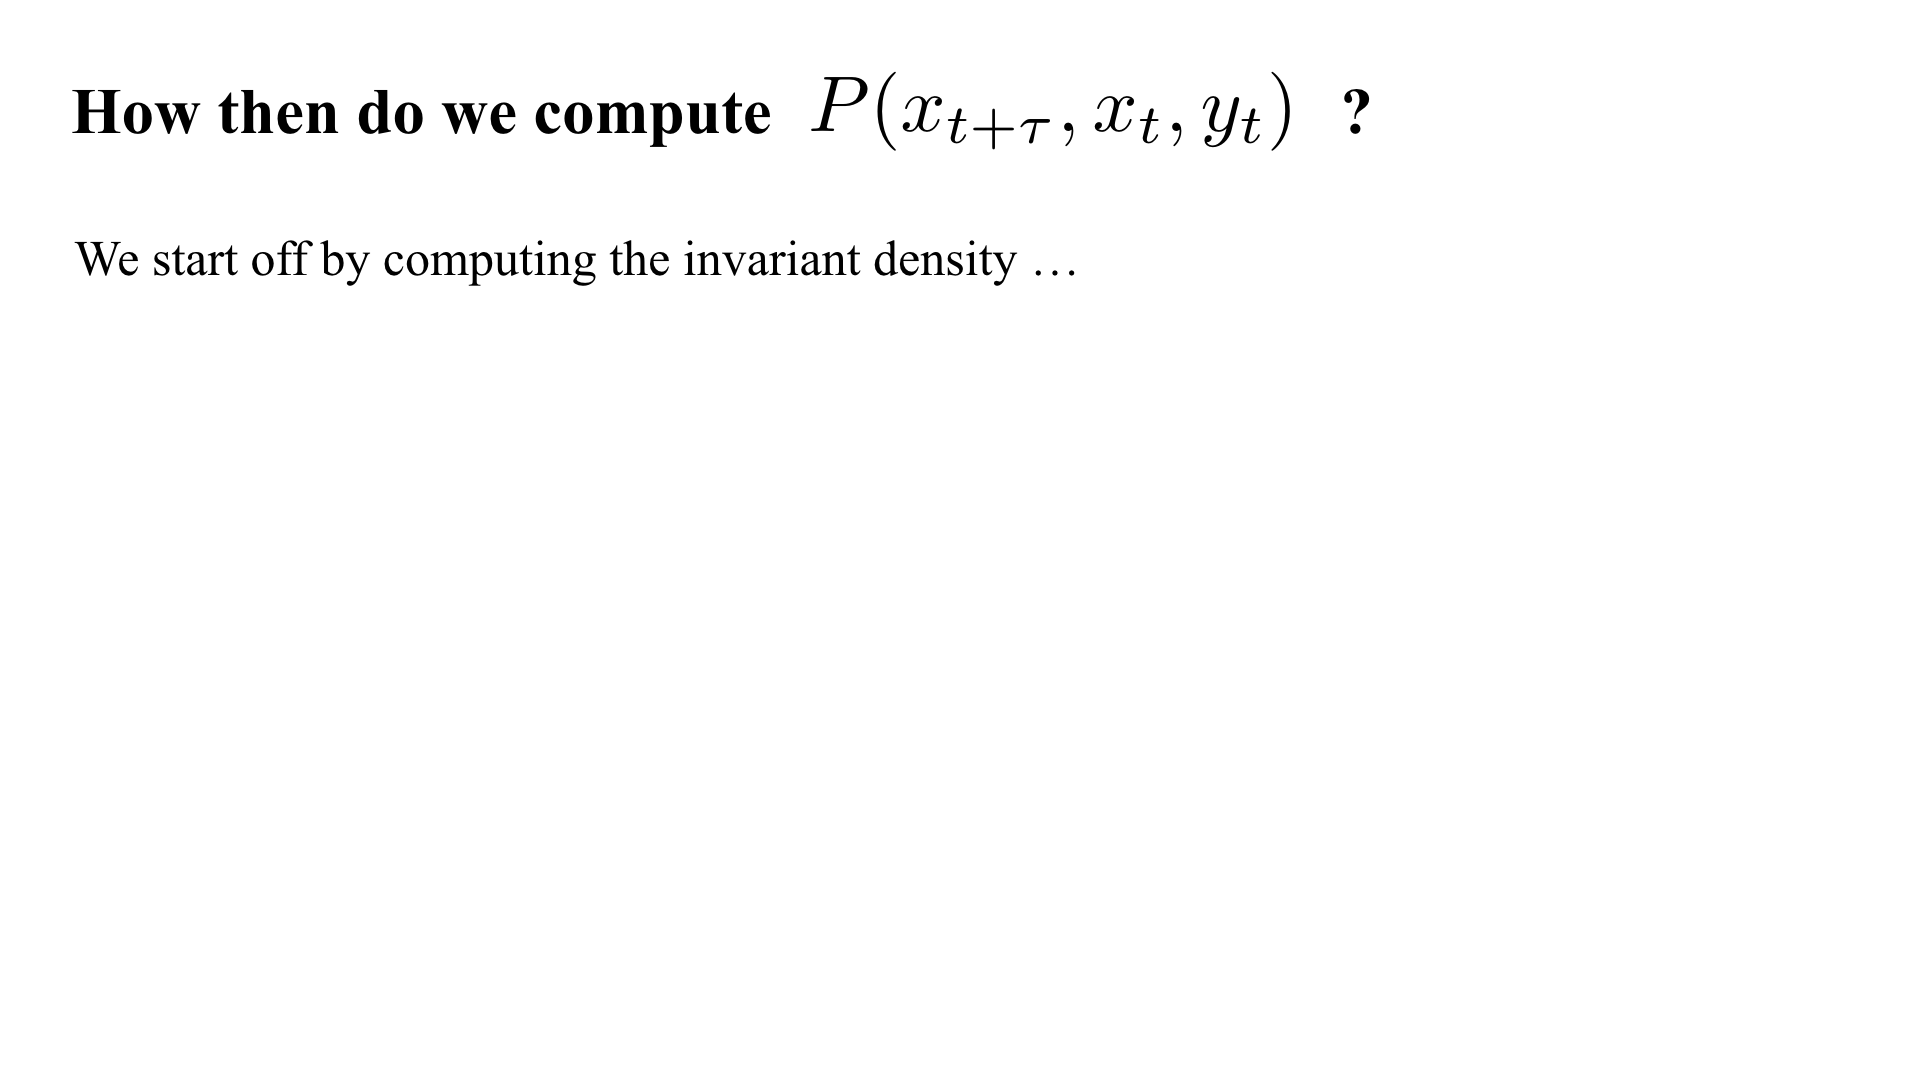 How then do we compute $P(x_{t+\tau}, x_t, y_t)$ ?
We start off by computing the invariant density …